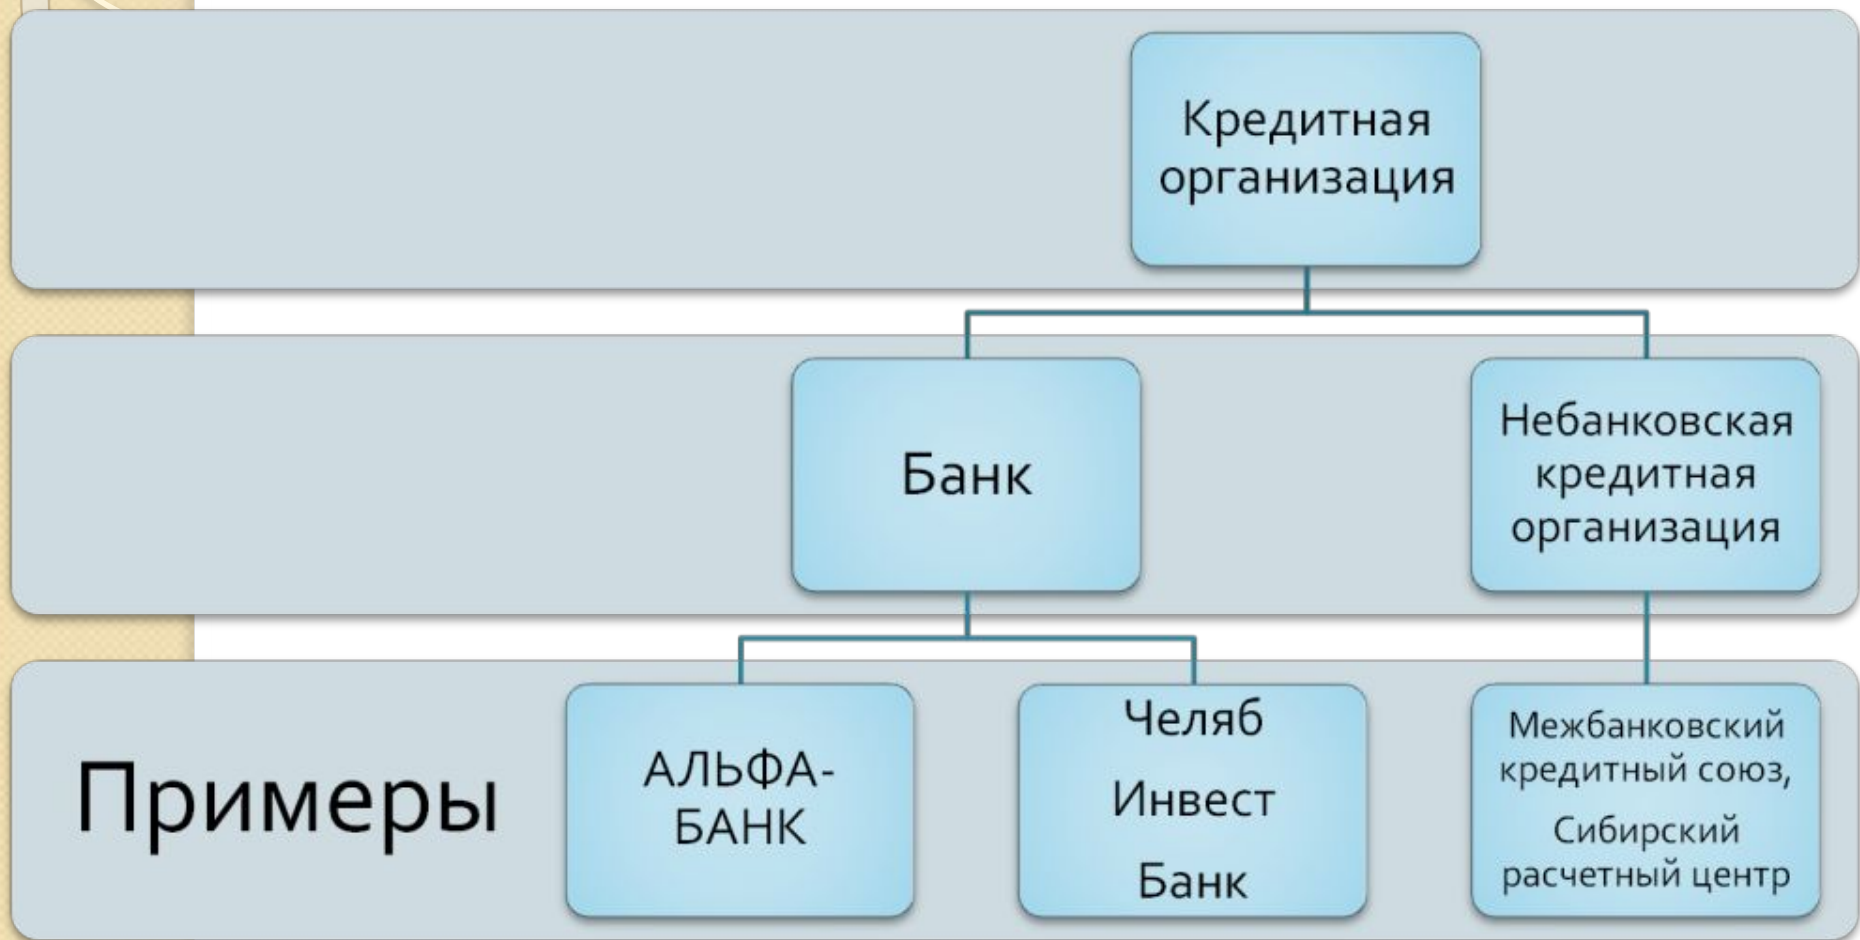 Кредитная
организация
Банк
Небанковская
кредитная
организация
Примеры
АЛЬФА-
БАНК
Челяб
Инвест
Банк
Межбанковский
кредитный союз,
Сибирский
расчетный центр